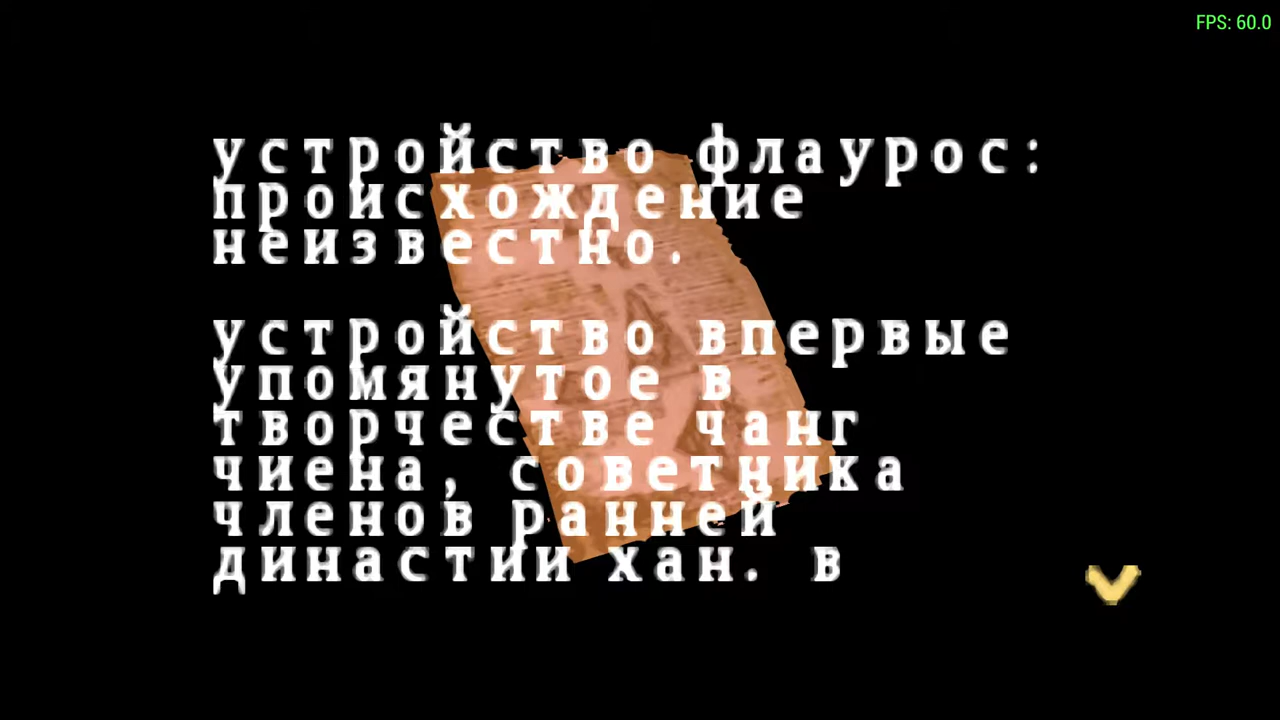 FPS: 60.0
устройство флаурос:
происхождение
неизвестно.
устройство впервые
упомянутое в
творчестве чанг
чиена, советника
членов ранней
династии хан. в